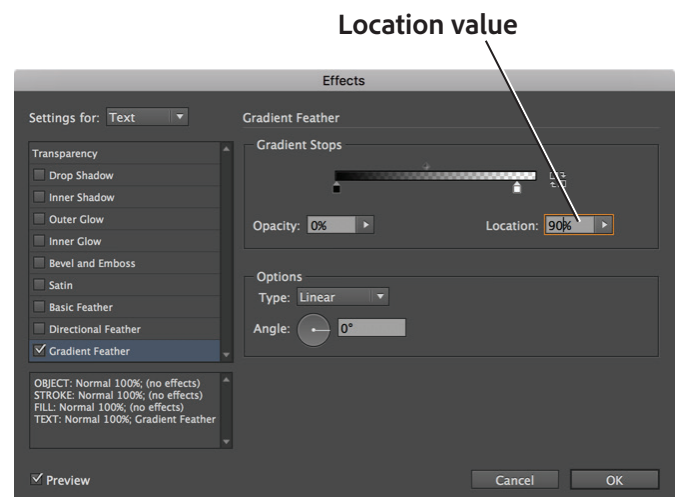 Location value
Effects
Settings for: Text
Gradient Feather
Transparency
Drop Shadow
Inner Shadow
Outer Glow
Inner Glow
Bevel and Emboss
Satin
Basic Feather
Directional Feather
Gradient Feather
OBJECT: Normal 100%; (no effects)
STROKE: Normal 100%; (no effects)
FILL: Normal 100%; (no effects)
TEXT: Normal 100%; Gradient Feather
Gradient Stops
Opacity: 0% Location: 90%
Options
Type: Linear
Angle: 0°
Preview
Cancel OK